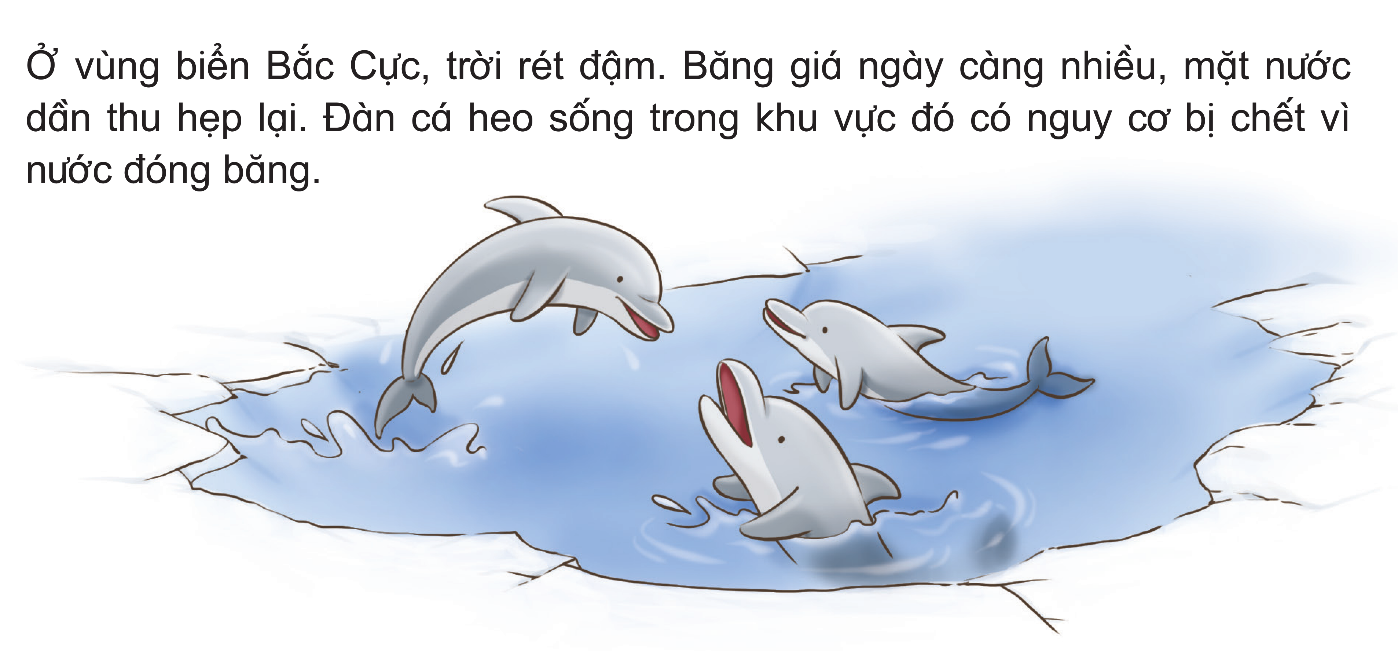 Ở vùng biển Bắc Cực, trời rét đậm. Băng giá ngày càng nhiều, mặt nước
dần thu hẹp lại. Đàn cá heo sống trong khu vực đó có nguy cơ bị chết vì
nước đóng băng.